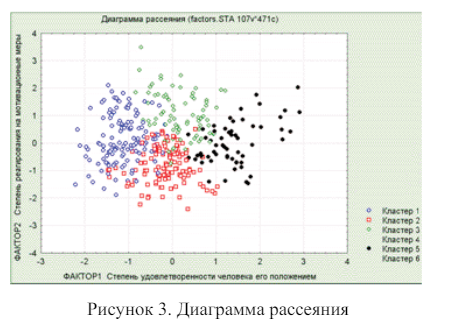 Диаграмма рассеяния (factors.STA 107v*471c)
ФАКТОР2 Степень реагирования на мотивационные меры
4
3
2
1
0
-1
-2
-3
-4
-3 -2 -1 0 1 2 3 4
ФАКТОР1 Степень удовлетворенности человека его положением
Кластер 1
Кластер 2
Кластер 3
Кластер 4
Кластер 5
Кластер 6
Рисунок 3. Диаграмма рассеяния